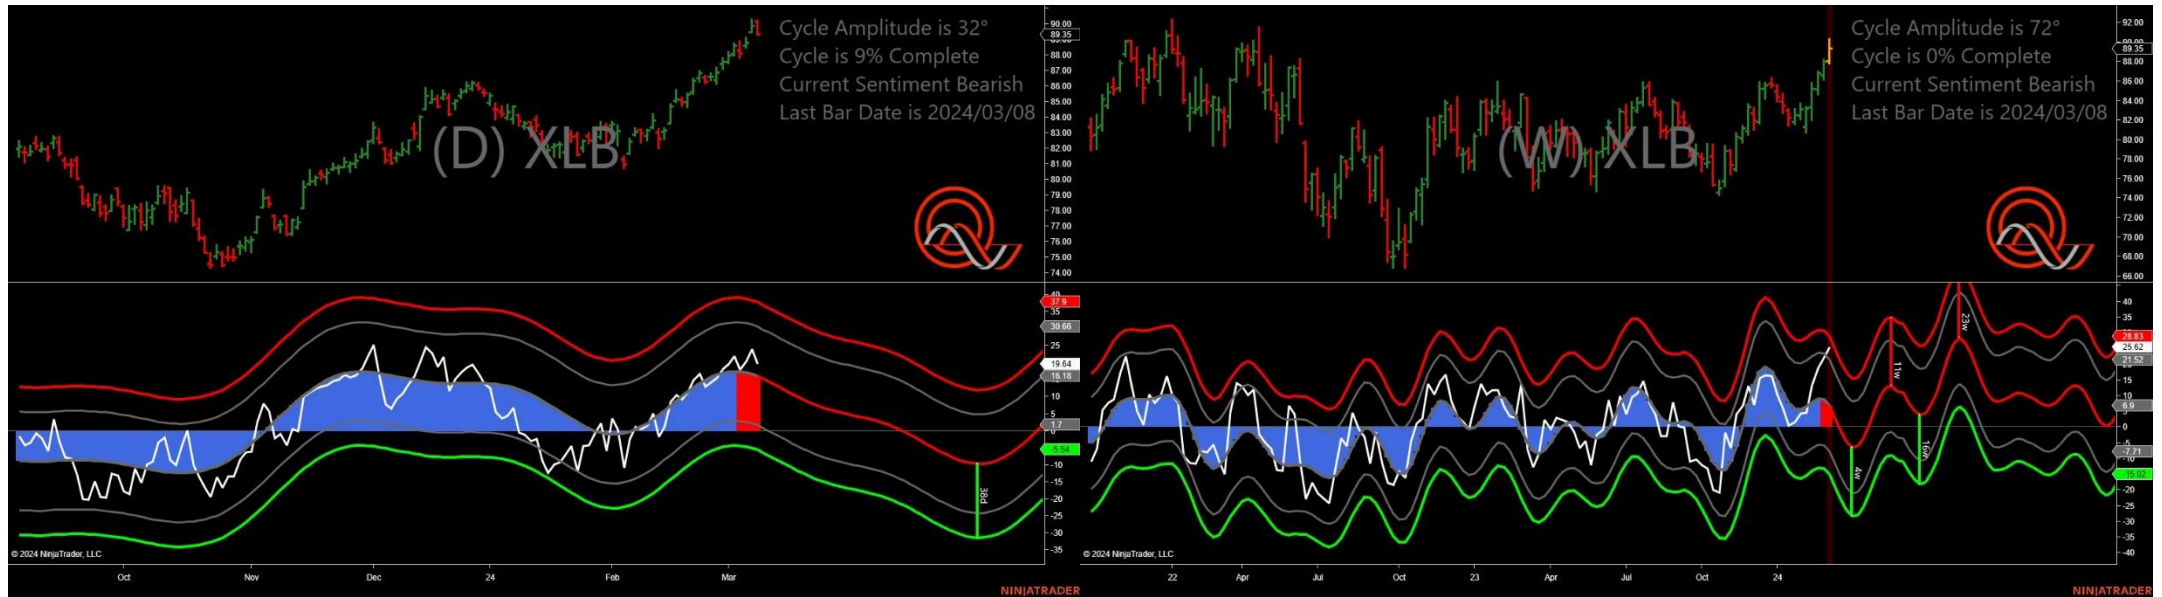 Cycle Amplitude is 32°
Cycle is 9% Complete
Current Sentiment Bearish
Last Bar Date is 2024/03/08
(D) XLB
90.00
89.35
88.00
87.00
86.00
85.00
84.00
83.00
82.00
81.00
80.00
79.00
78.00
77.00
76.00
75.00
74.00
40
37.9
35
30.66
25
19.64
16.18
10
5
1.7
0
-5.54
-10
-15
-20
-25
-30
-35
38d
© 2024 NinjaTrader, LLC
Oct
Nov
Dec
24
Feb
Mar
NINJATRADER
Cycle Amplitude is 72°
Cycle is 0% Complete
Current Sentiment Bearish
Last Bar Date is 2024/03/08
(W) XLB
92.00
89.35
88.00
86.00
84.00
82.00
80.00
78.00
76.00
74.00
72.00
70.00
68.00
66.00
40
35
28.83
25.62
21.52
15
10
6.9
0
-7.71
-15.02
-20
-25
-30
-35
-40
4w
11w
16w
23w
© 2024 NinjaTrader, LLC
22
Apr
Jul
Oct
23
Apr
Jul
Oct
24
NINJATRADER